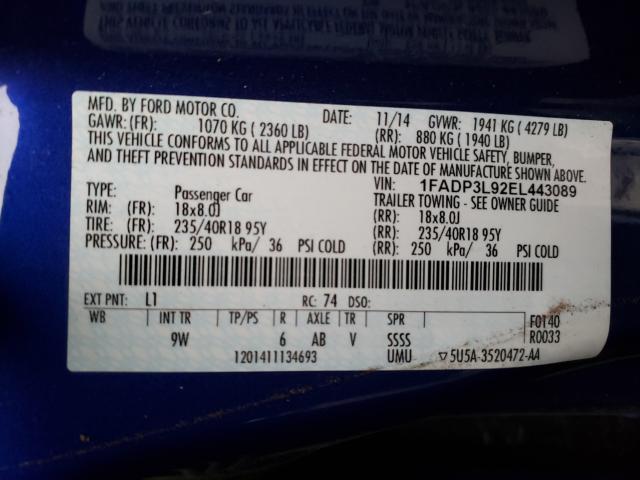 MFD. BY FORD MOTOR CO.
DATE: 11/14 GVWR: 1941 KG ( 4279 LB)
GAWR: (FR): 1070 KG ( 2360 LB) (RR): 880 KG ( 1940 LB)
THIS VEHICLE CONFORMS TO ALL APPLICABLE FEDERAL MOTOR VEHICLE SAFETY, BUMPER,
AND THEFT PREVENTION STANDARDS IN EFFECT ON THE DATE OF MANUFACTURE SHOWN ABOVE.
VIN: 1FADP3L92EL443089
TYPE: Passenger Car TRAILER TOWING - SEE OWNER GUIDE
RIM: (FR): 18x8.0J (RR): 18x8.0J
TIRE: (FR): 235/40R18 95Y (RR): 235/40R18 95Y
PRESSURE: (FR): 250 kPa/ 36 PSI COLD (RR): 250 kPa/ 36 PSI COLD
EXT PNT: L1 RC: 74 DSO:
WB INT TR TP/PS R AXLE TR SPR F0140
9W 6 AB V SSSS R0033
1201411134693 UMU ▽5U5A-3520472-AA